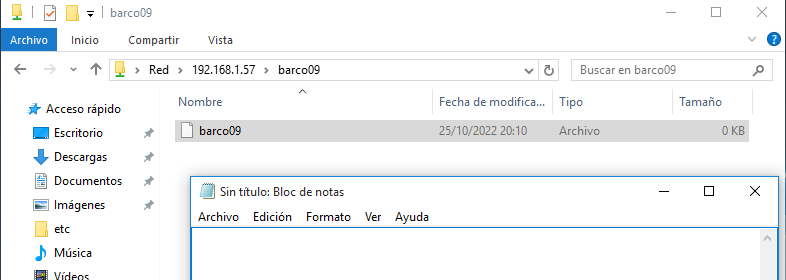 barco09
Archivo Inicio Compartir Vista
Red 192.168.1.57 barco09 Buscar en barco09
Nombre Fecha de modifica... Tipo Tamaño
Acceso rápido
Escritorio
Descargas
Documentos
Imágenes
etc
Música
Vídeos
barco09 25/10/2022 20:10 Archivo 0 KB
Sin título: Bloc de notas
Archivo Edición Formato Ver Ayuda